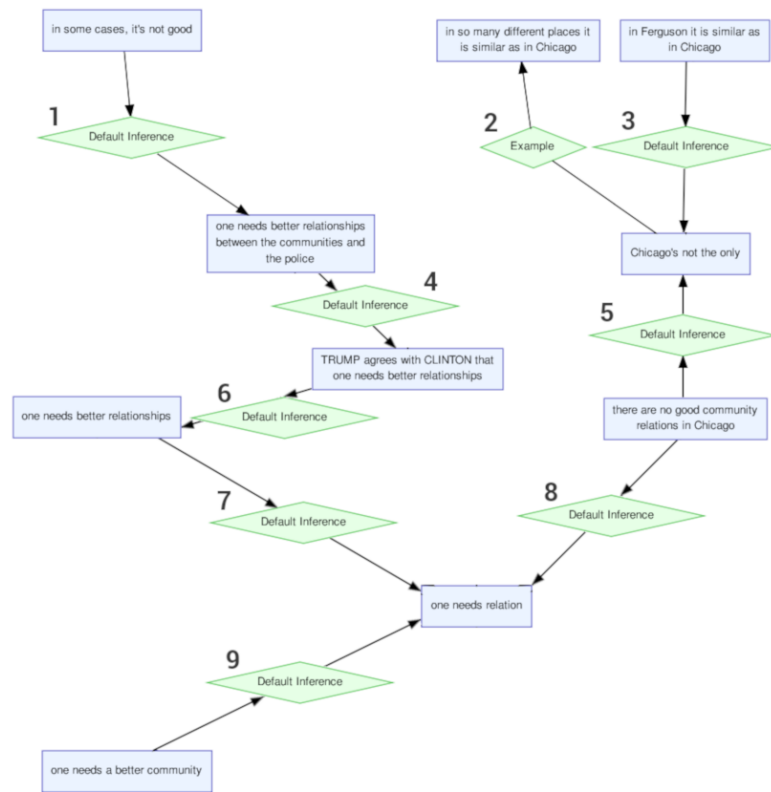 in some cases, it's not good
in so many different places it
is similar as in Chicago
in Ferguson it is similar as
in Chicago
1
Default Inference
2
Example
3
Default Inference
one needs better relationships
between the communities and
the police
Chicago's not the only
4
Default Inference
5
Default Inference
TRUMP agrees with CLINTON that
one needs better relationships
6
Default Inference
one needs better relationships
there are no good community
relations in Chicago
7
Default Inference
8
Default Inference
one needs relation
9
Default Inference
one needs a better community